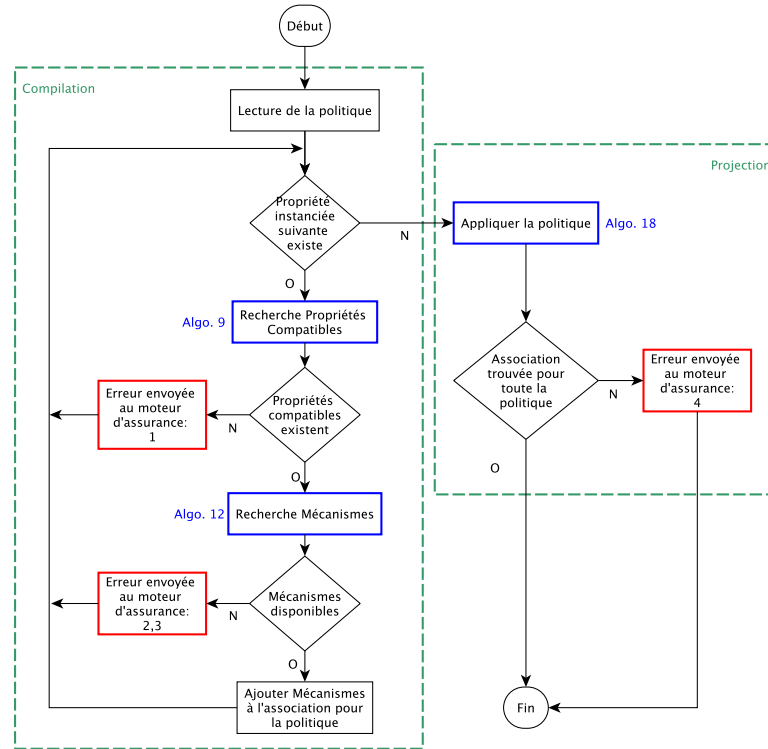 Début
Compilation
Lecture de la politique
Propriété
instanciée
suivante
existe
N
O
Algo. 9
Recherche Propriétés
Compatibles
Propriétés
compatibles
existent
N
Erreur envoyée
au moteur
d'assurance:
1
O
Algo. 12
Recherche Mécanismes
Mécanismes
disponibles
N
Erreur envoyée
au moteur
d'assurance:
2,3
O
Ajouter Mécanismes
à l'association pour
la politique
Projection
Appliquer la politique
Algo. 18
Association
trouvée pour
toute la
politique
N
Erreur envoyée
au moteur
d'assurance:
4
O
Fin